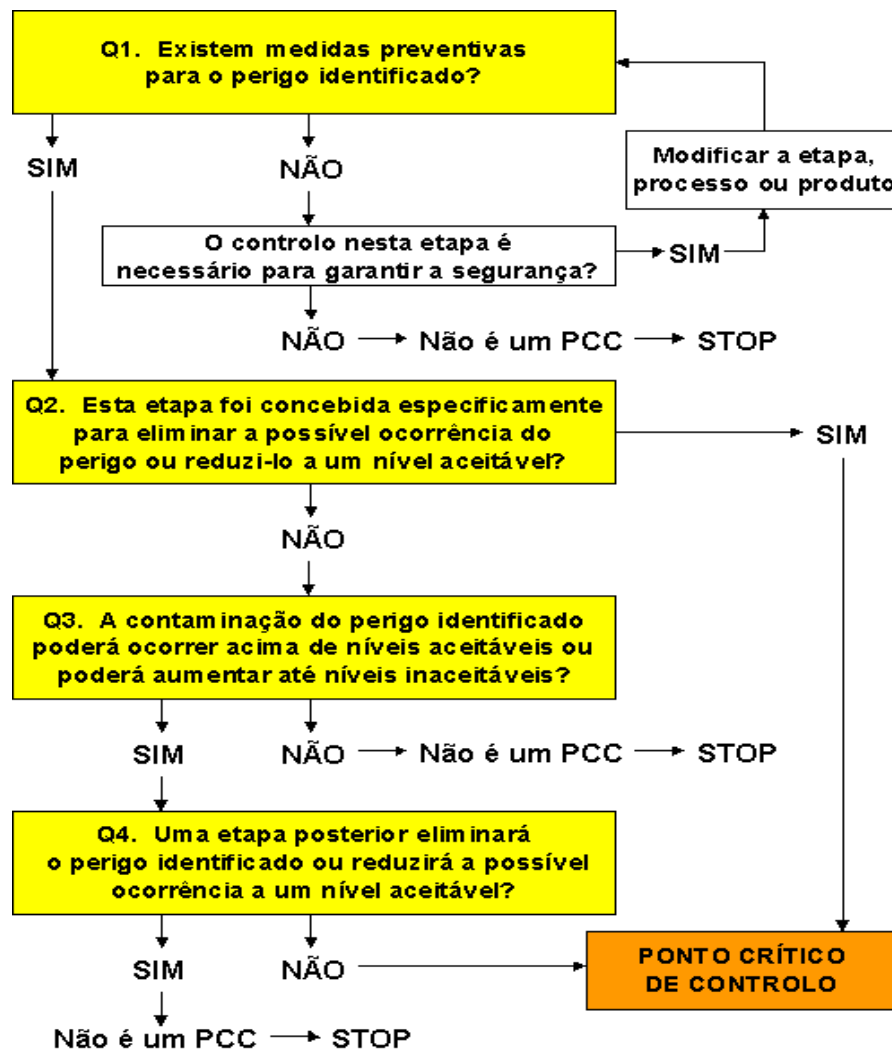 Q1. Existem medidas preventivas
para o perigo identificado?
SIM
NÃO
Modificar a etapa,
processo ou produto
O controlo nesta etapa é
necessário para garantir a segurança?
SIM
NÃO
Não é um PCC
STOP
Q2. Esta etapa foi concebida especificamente
para eliminar a possível ocorrência do
perigo ou reduzi-lo a um nível aceitável?
SIM
NÃO
Q3. A contaminação do perigo identificado
poderá ocorrer acima de níveis aceitáveis ou
poderá aumentar até níveis inaceitáveis?
SIM
NÃO
Não é um PCC
STOP
Q4. Uma etapa posterior eliminará
o perigo identificado ou reduzirá a possível
ocorrência a um nível aceitável?
SIM
NÃO
PONTO CRÍTICO
DE CONTROLO
Não é um PCC
STOP